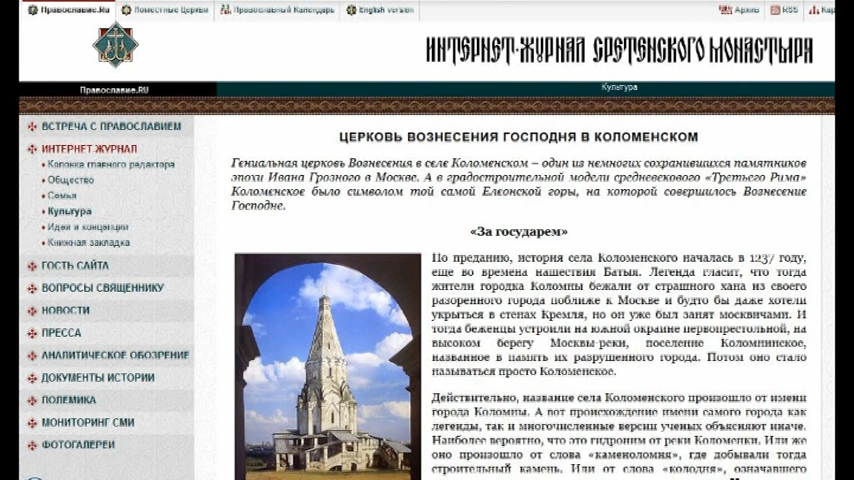 Православие.Ru
Поместные Церкви
Православный Календарь
English version
Архив
RSS
ИНТЕРНЕТ-ЖУРНАЛ СРЕТЕНСКОГО МОНАСТЫРЯ
Православие.RU
Культура
ВСТРЕЧА С ПРАВОСЛАВИЕМ
ИНТЕРНЕТ-ЖУРНАЛ
Колонка главного редактора
Общество
Семья
Культура
Идеи и концепции
Книжная закладка
ГОСТЬ САЙТА
ВОПРОСЫ СВЯЩЕННИКУ
НОВОСТИ
ПРЕССА
АНАЛИТИЧЕСКОЕ ОБОЗРЕНИЕ
ДОКУМЕНТЫ ИСТОРИИ
ПОЛЕМИКА
МОНИТОРИНГ СМИ
ФОТОГАЛЕРЕИ
ЦЕРКОВЬ ВОЗНЕСЕНИЯ ГОСПОДНЯ В КОЛОМЕНСКОМ
Гениальная церковь Вознесения в селе Коломенском – один из немногих сохранившихся памятников
эпохи Ивана Грозного в Москве. А в градостроительной модели средневекового «Третьего Рима»
Коломенское было символом той самой Елеонской горы, на которой совершилось Вознесение
Господне.
«За государем»
По преданию, история села Коломенского началась в 1237 году,
еще во времена нашествия Батыя. Легенда гласит, что тогда
жители городка Коломны бежали от страшного хана из своего
разоренного города поближе к Москве и будто бы даже хотели
укрыться в стенах Кремля, но он уже был занят москвичами. И
тогда беженцы устроили на южной окраине первопрестольной, на
высоком берегу Москвы-реки, поселение Коломнинское,
названное в память их разрушенного города. Потом оно стало
называться просто Коломенское.
Действительно, название села Коломенского произошло от имени
города Коломны. А вот происхождение имени самого города как
легенды, так и многочисленные версии ученых объясняют иначе.
Наиболее вероятно, что это гидроним от реки Коломенки. Или же
оно произошло от слова «каменоломня», где добывали тогда
строительный камень. Или от слова «колодня», означавшего